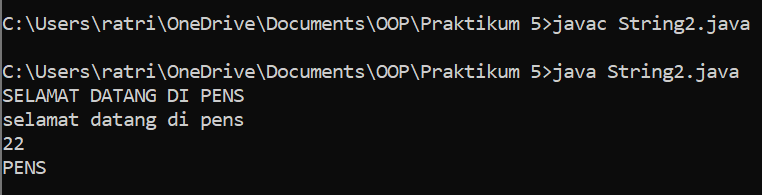 C:\Users\ratri\OneDrive\Documents\OOP\Praktikum 5>javac String2.java
C:\Users\ratri\OneDrive\Documents\OOP\Praktikum 5>java String2.java
SELAMAT DATANG DI PENS
selamat datang di pens
22
PENS